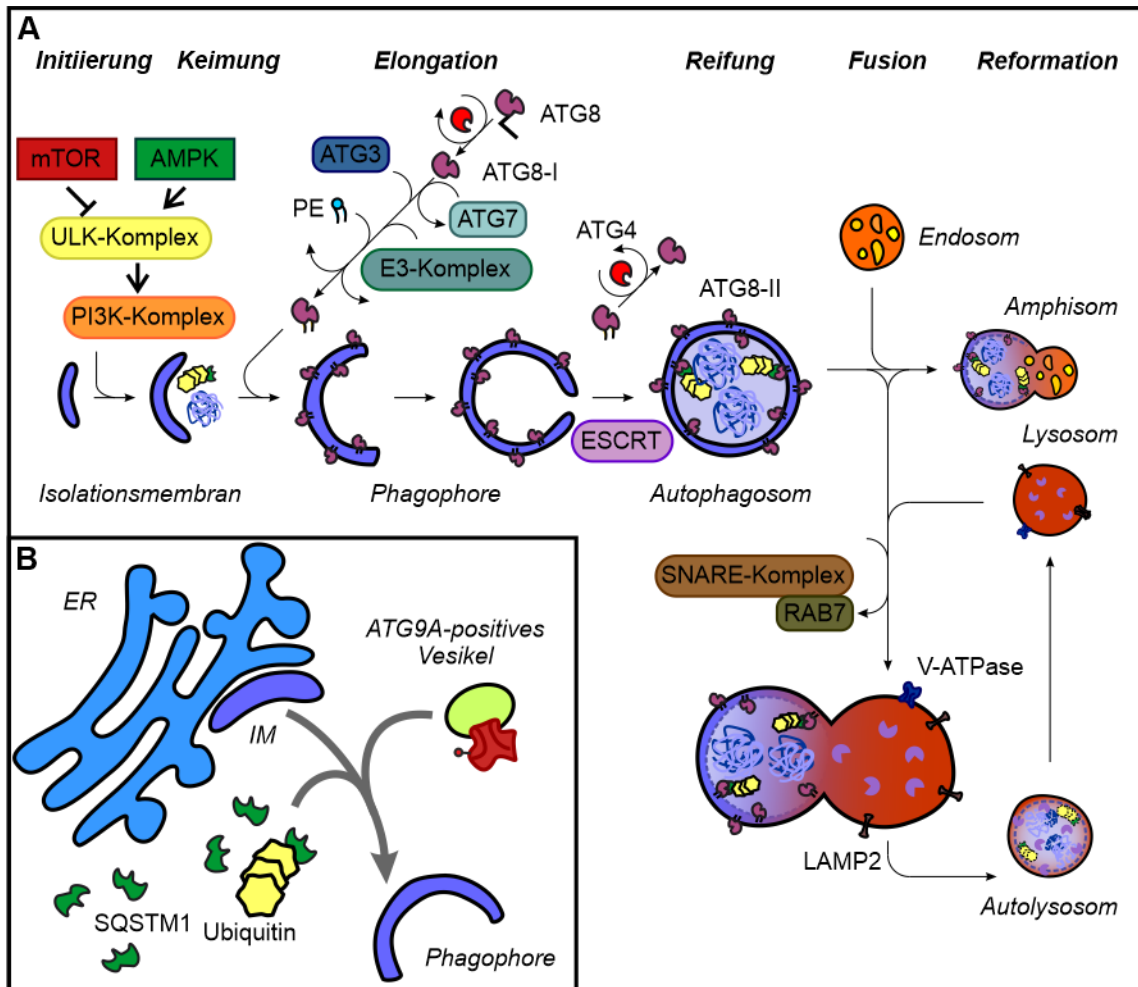 A
Initiierung
Keimung
Elongation
Reifung
Fusion
Reformation
mTOR
AMPK
ULK-Komplex
PI3K-Komplex
ATG3
ATG8
ATG8-I
PE
ATG7
E3-Komplex
ATG4
ATG8-II
Endosom
Amphisom
Lysosom
ESCRT
Isolationsmembran
Phagophore
Autophagosom
SNARE-Komplex
RAB7
V-ATPase
LAMP2
Autolysosom
B
ER
ATG9A-positives
Vesikel
IM
SQSTM1
Ubiquitin
Phagophore